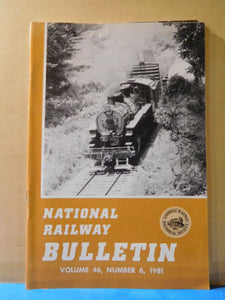 NATIONAL
RAILWAY
BULLETIN
VOLUME 46, NUMBER 6, 1981